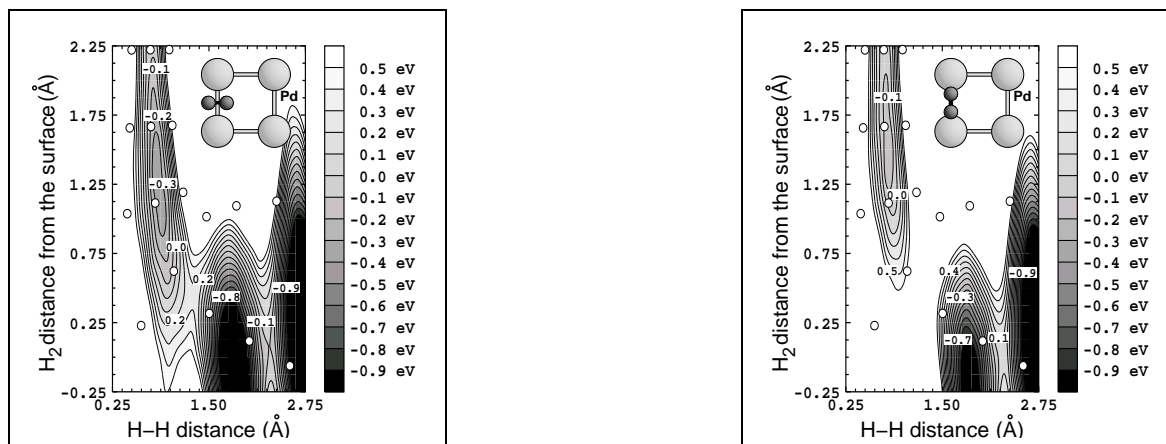 2.25
1.75
1.25
0.75
0.25
-0.25
0.25
1.50
2.75
H2 distance from the surface (Å)
H−H distance (Å)
-0.1
-0.2
-0.3
0.0
0.2
-0.8
-0.9
0.2
-0.1
Pd
0.5 eV
0.4 eV
0.3 eV
0.2 eV
0.1 eV
0.0 eV
-0.1 eV
-0.2 eV
-0.3 eV
-0.4 eV
-0.5 eV
-0.6 eV
-0.7 eV
-0.8 eV
-0.9 eV
2.25
1.75
1.25
0.75
0.25
-0.25
0.25
1.50
2.75
H2 distance from the surface (Å)
H−H distance (Å)
-0.1
0.0
0.5
0.4
-0.9
-0.3
-0.7
0.1
Pd
0.5 eV
0.4 eV
0.3 eV
0.2 eV
0.1 eV
0.0 eV
-0.1 eV
-0.2 eV
-0.3 eV
-0.4 eV
-0.5 eV
-0.6 eV
-0.7 eV
-0.8 eV
-0.9 eV